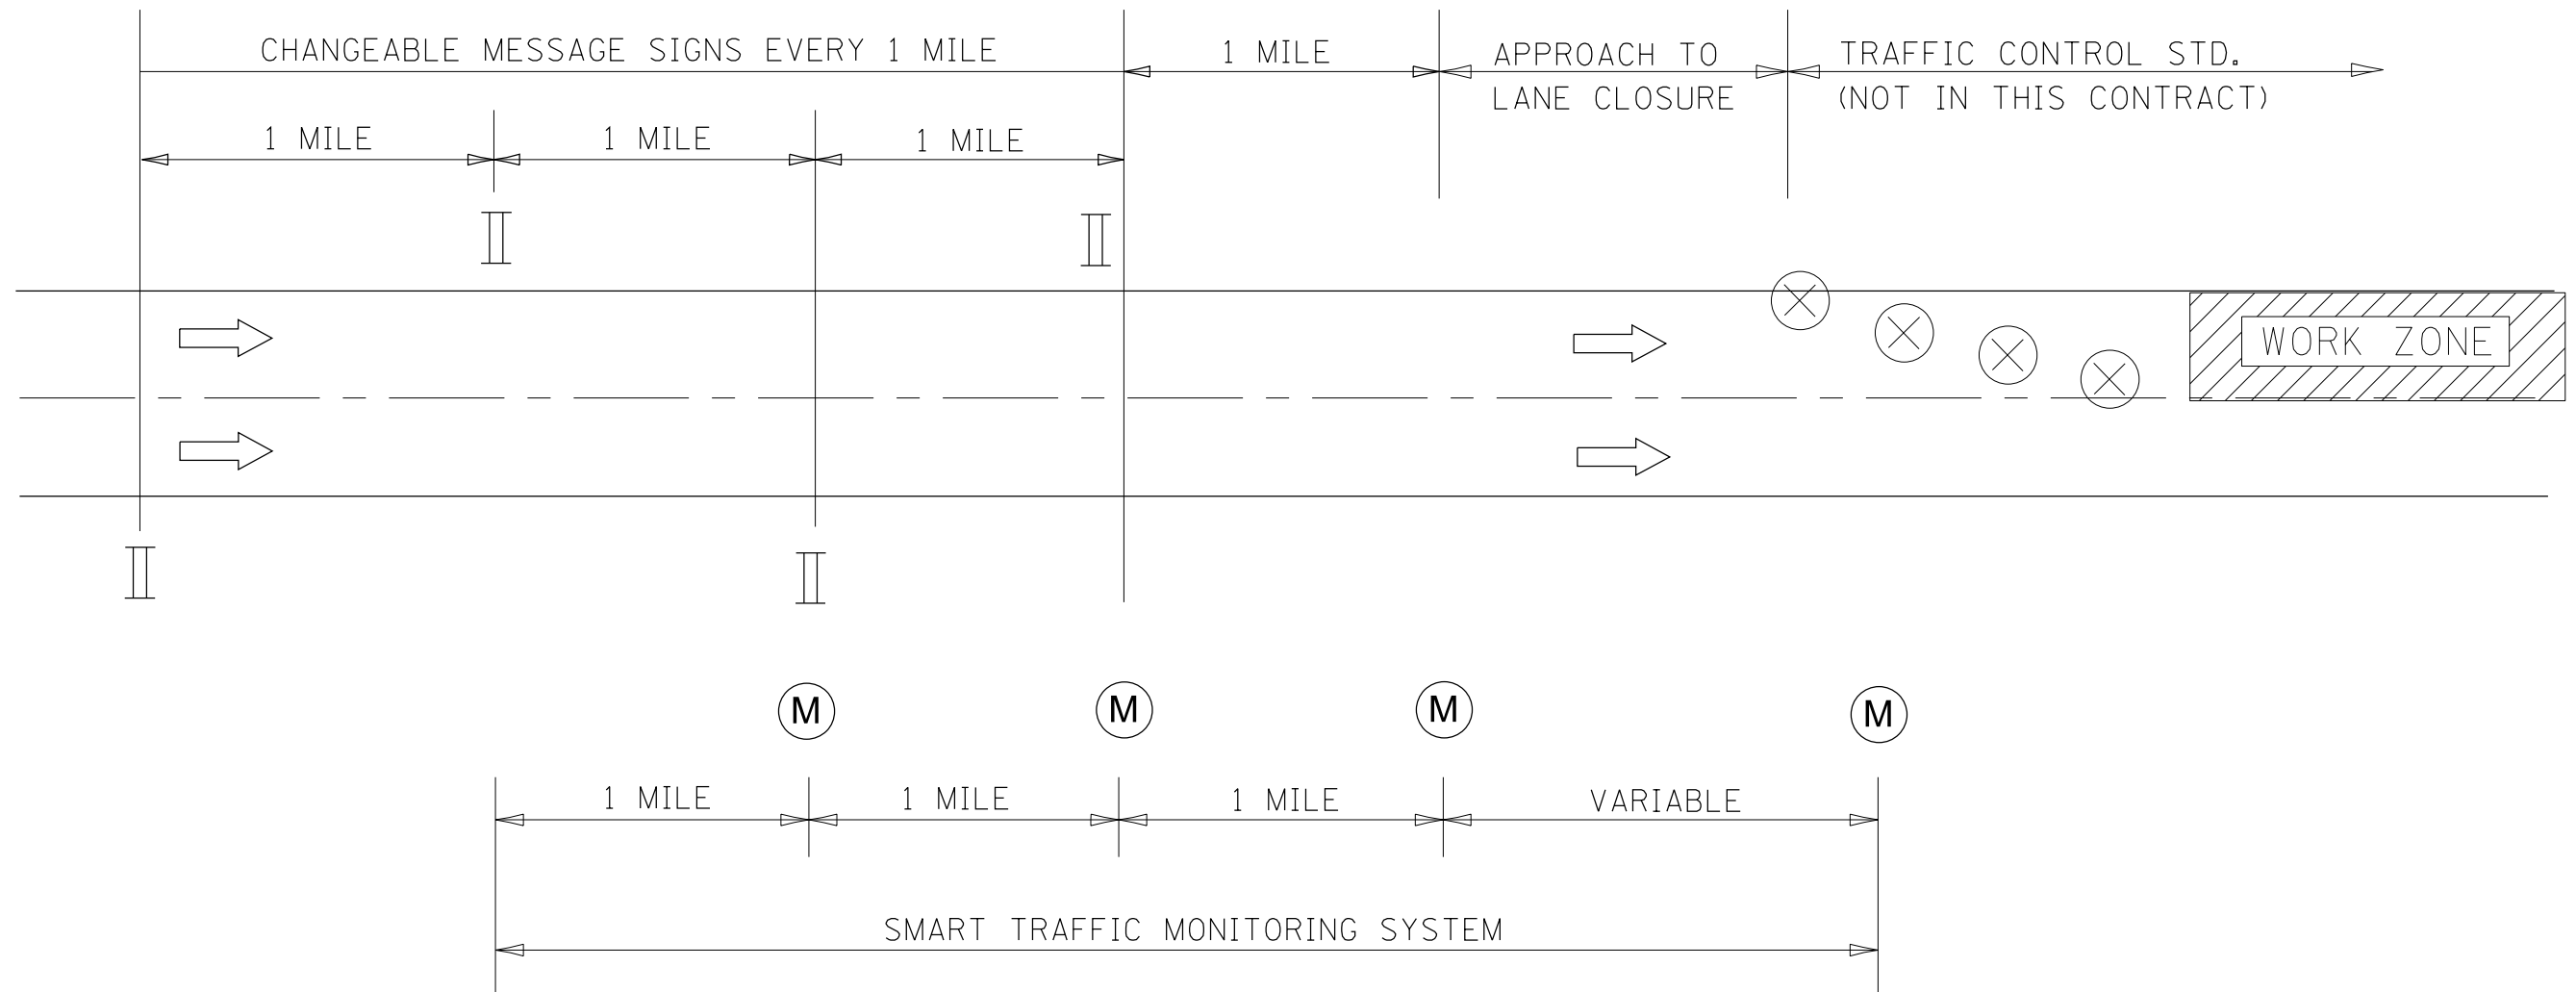 CHANGEABLE MESSAGE SIGNS EVERY 1 MILE
1 MILE
APPROACH TO
LANE CLOSURE
TRAFFIC CONTROL STD.
(NOT IN THIS CONTRACT)
1 MILE
1 MILE
1 MILE
WORK ZONE
M
M
M
M
1 MILE
1 MILE
1 MILE
VARIABLE
SMART TRAFFIC MONITORING SYSTEM